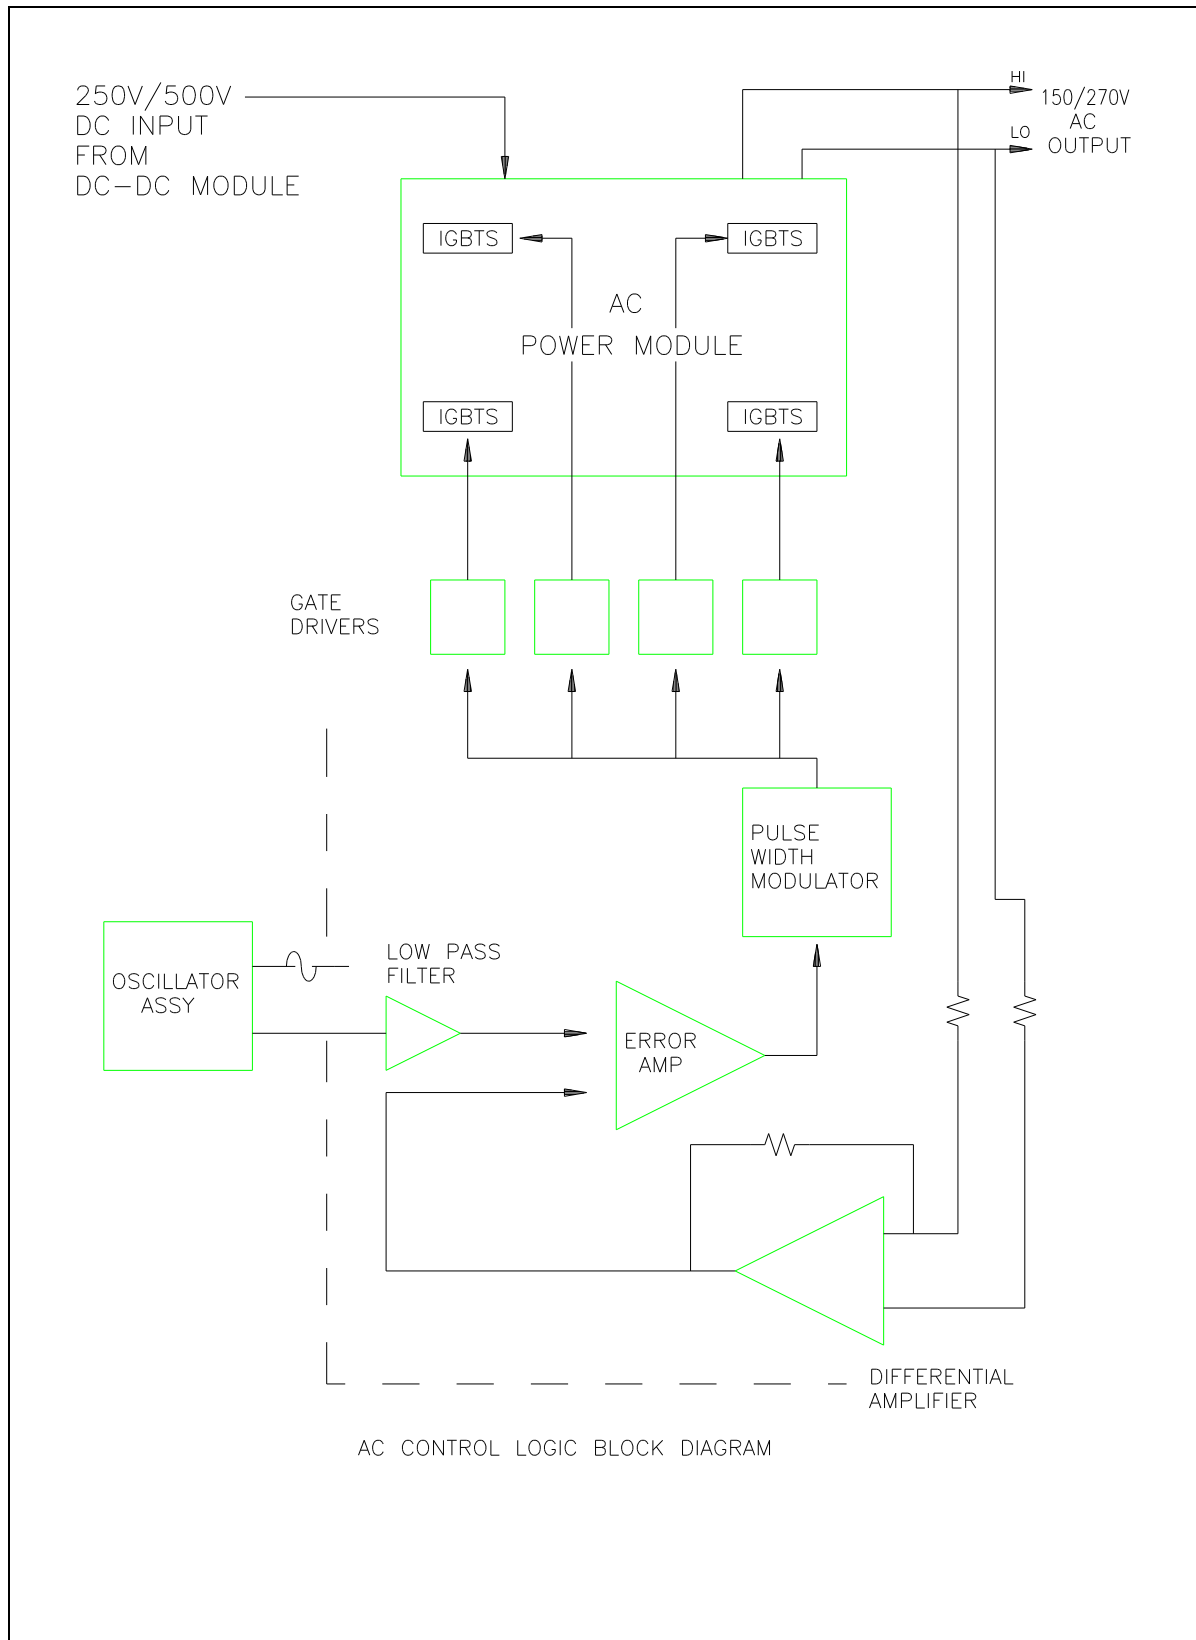 250V/500V
DC INPUT
FROM
DC-DC MODULE
HI
150/270V
AC
LO
OUTPUT
IGBTS
IGBTS
AC
POWER MODULE
IGBTS
IGBTS
GATE
DRIVERS
PULSE
WIDTH
MODULATOR
LOW PASS
FILTER
OSCILLATOR
ASSY
ERROR
AMP
DIFFERENTIAL
AMPLIFIER
AC CONTROL LOGIC BLOCK DIAGRAM